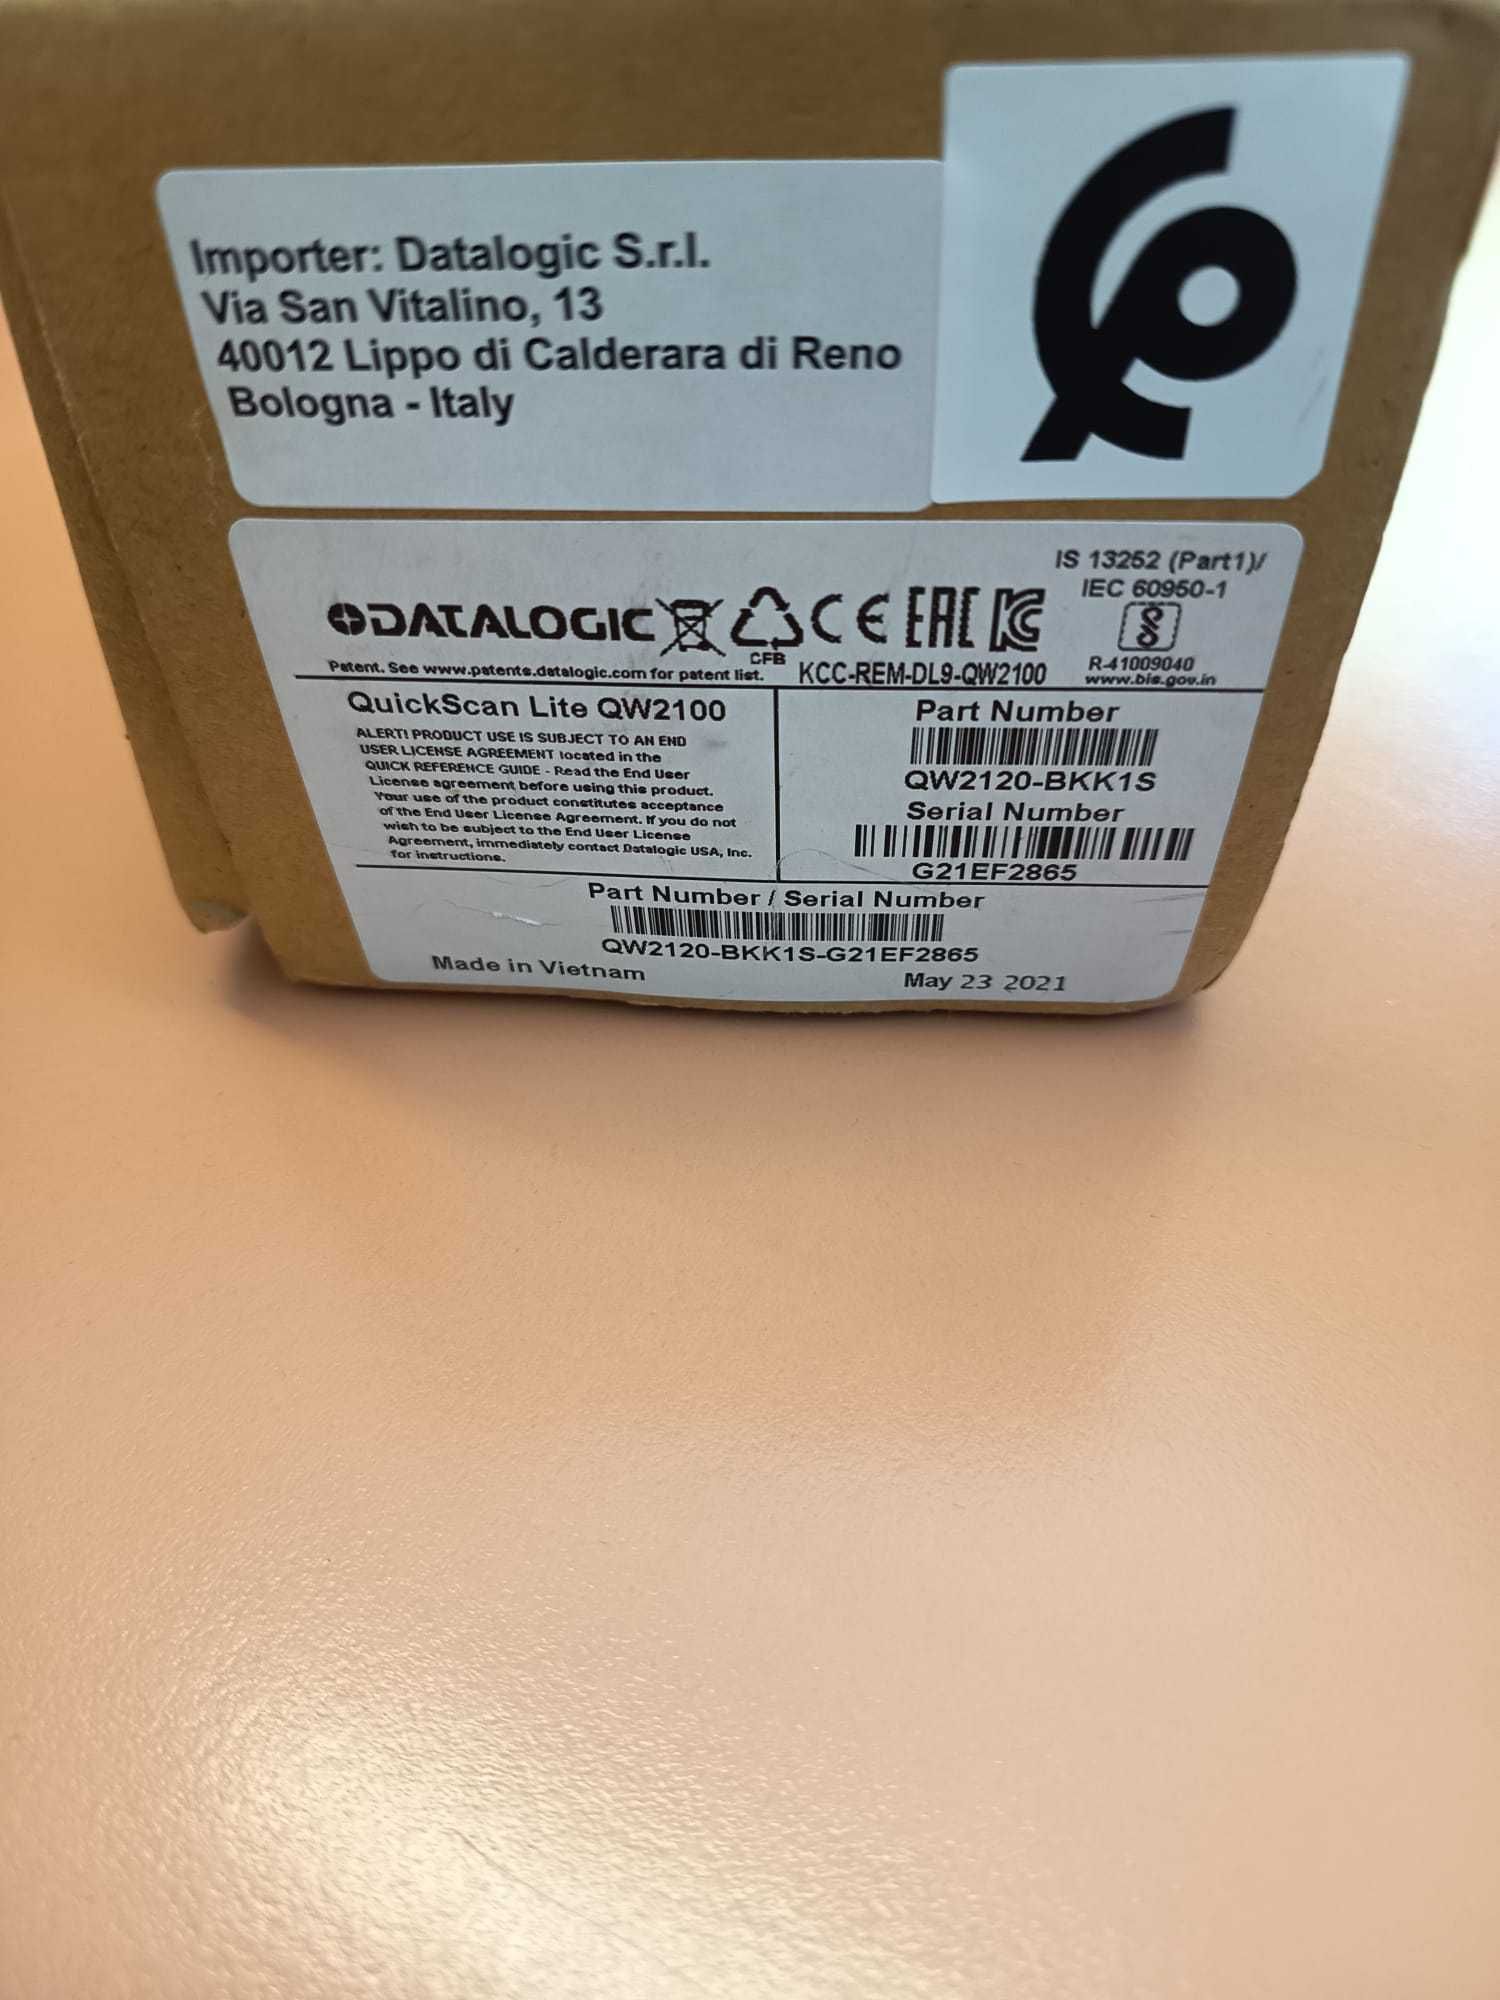 Importer: Datalogic S.r.l.
Via San Vitalino, 13
40012 Lippo di Calderara di Reno
Bologna - Italy
DATALOGIC
CFB
CE
EAC
KC
IS 13252 (Part1)/
IEC 60950-1
R-41009040
www.bis.gov.in
Patent. See www.patents.datalogic.com for patent list.
KCC-REM-DL9-QW2100
QuickScan Lite QW2100
ALERT! PRODUCT USE IS SUBJECT TO AN END
USER LICENSE AGREEMENT located in the
QUICK REFERENCE GUIDE - Read the End User
License agreement before using this product.
Your use of the product constitutes acceptance
of the End User License Agreement. If you do not
wish to be subject to the End User License
Agreement, immediately contact Datalogic USA, Inc.
for instructions.
Part Number
QW2120-BKK1S
Serial Number
G21EF2865
Part Number / Serial Number
QW2120-BKK1S-G21EF2865
Made in Vietnam
May 23 2021